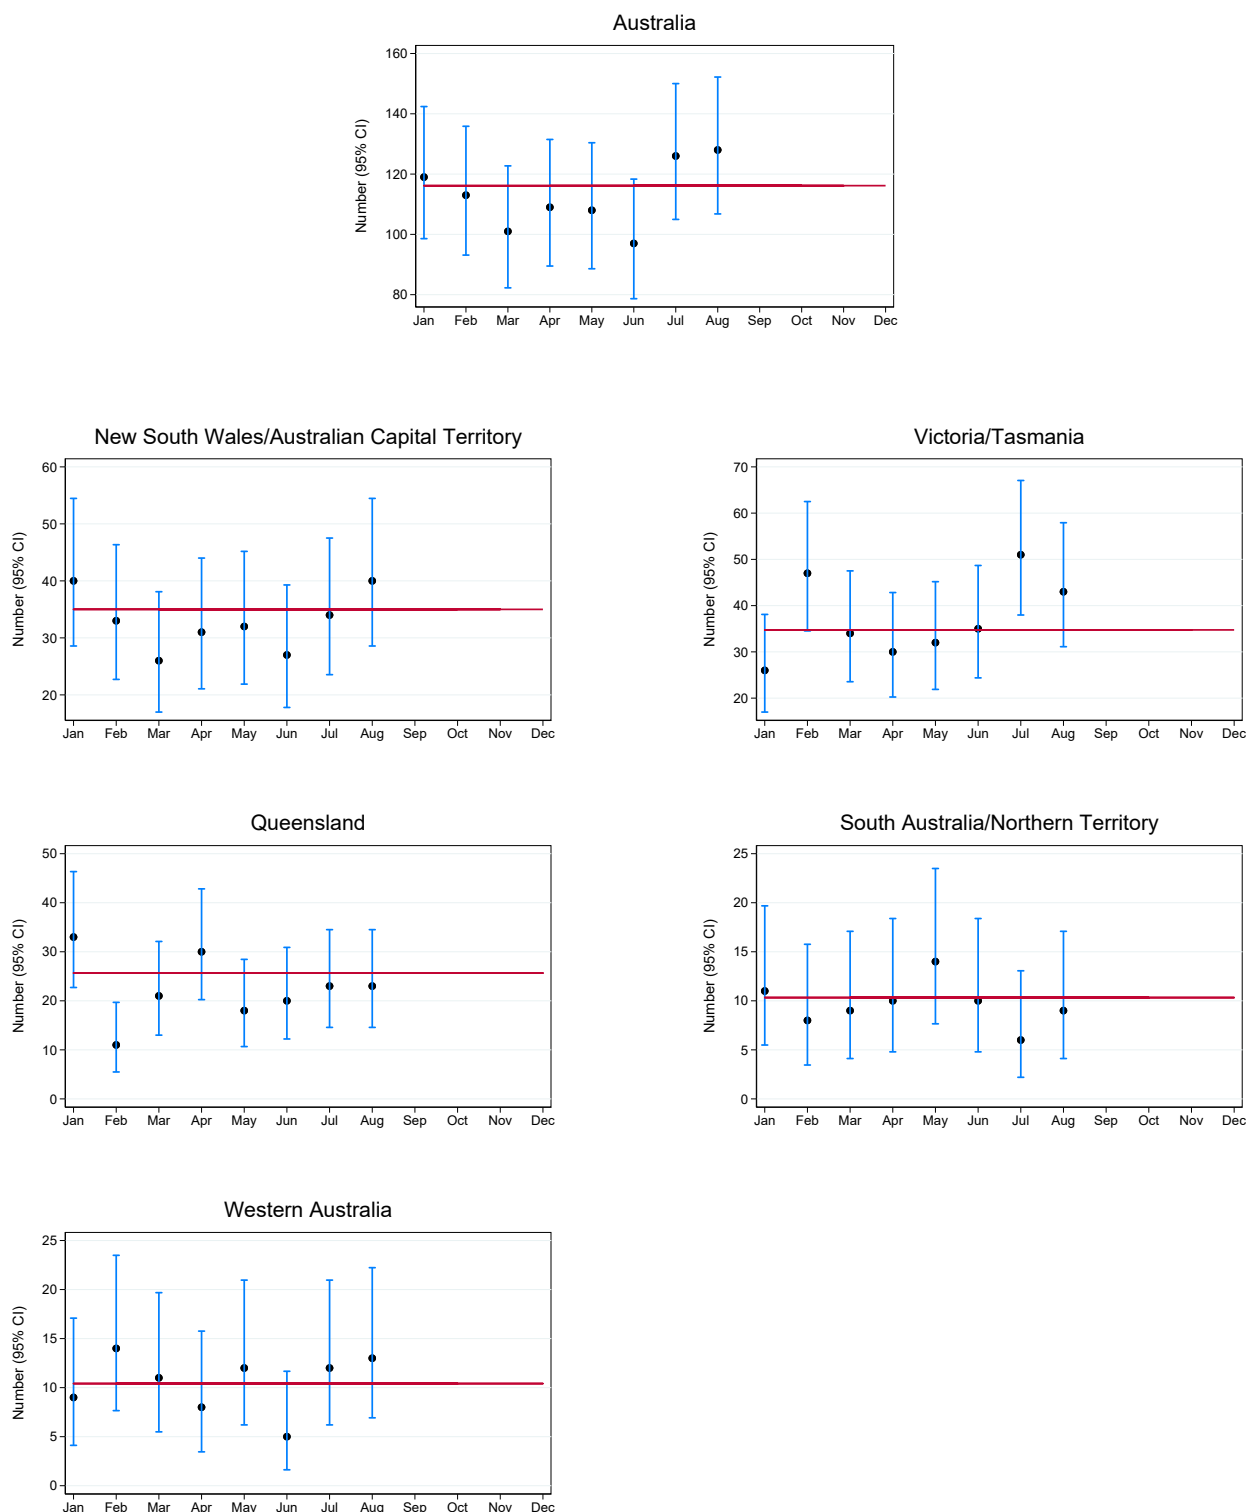 Australia
Number (95% CI)
160
140
120
100
80
Jan Feb Mar Apr May Jun Jul Aug Sep Oct Nov Dec
New South Wales/Australian Capital Territory
Number (95% CI)
60
50
40
30
20
Jan Feb Mar Apr May Jun Jul Aug Sep Oct Nov Dec
Victoria/Tasmania
Number (95% CI)
70
60
50
40
30
20
Jan Feb Mar Apr May Jun Jul Aug Sep Oct Nov Dec
Queensland
Number (95% CI)
50
40
30
20
10
0
Jan Feb Mar Apr May Jun Jul Aug Sep Oct Nov Dec
South Australia/Northern Territory
Number (95% CI)
25
20
15
10
5
0
Jan Feb Mar Apr May Jun Jul Aug Sep Oct Nov Dec
Western Australia
Number (95% CI)
25
20
15
10
5
0
Jan Feb Mar Apr May Jun Jul Aug Sep Oct Nov Dec